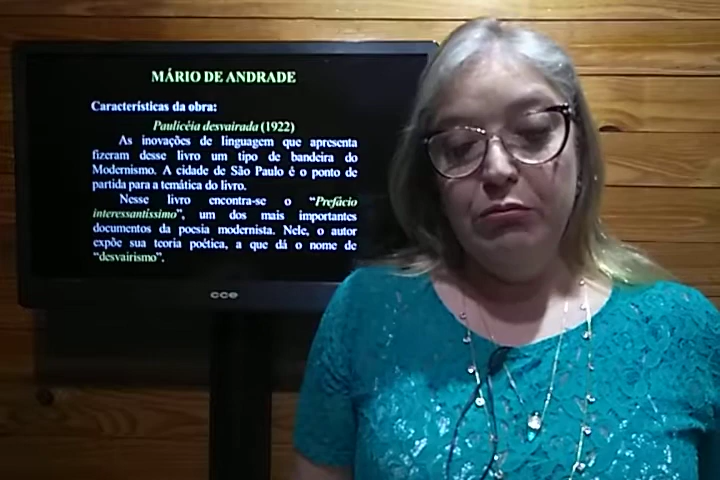 MÁRIO DE ANDRADE
Características da obra:
Paulicéia desvairada (1922)
As inovações de linguagem que apresenta
fizeram desse livro um tipo de bandeira do
Modernismo. A cidade de São Paulo é o ponto de
partida para a temática do livro.
Nesse livro encontra-se o “Prefácio
interessantíssimo”, um dos mais importantes
documentos da poesia modernista. Nele, o autor
expõe sua teoria poética, a que dá o nome de
“desvairismo”.
cce